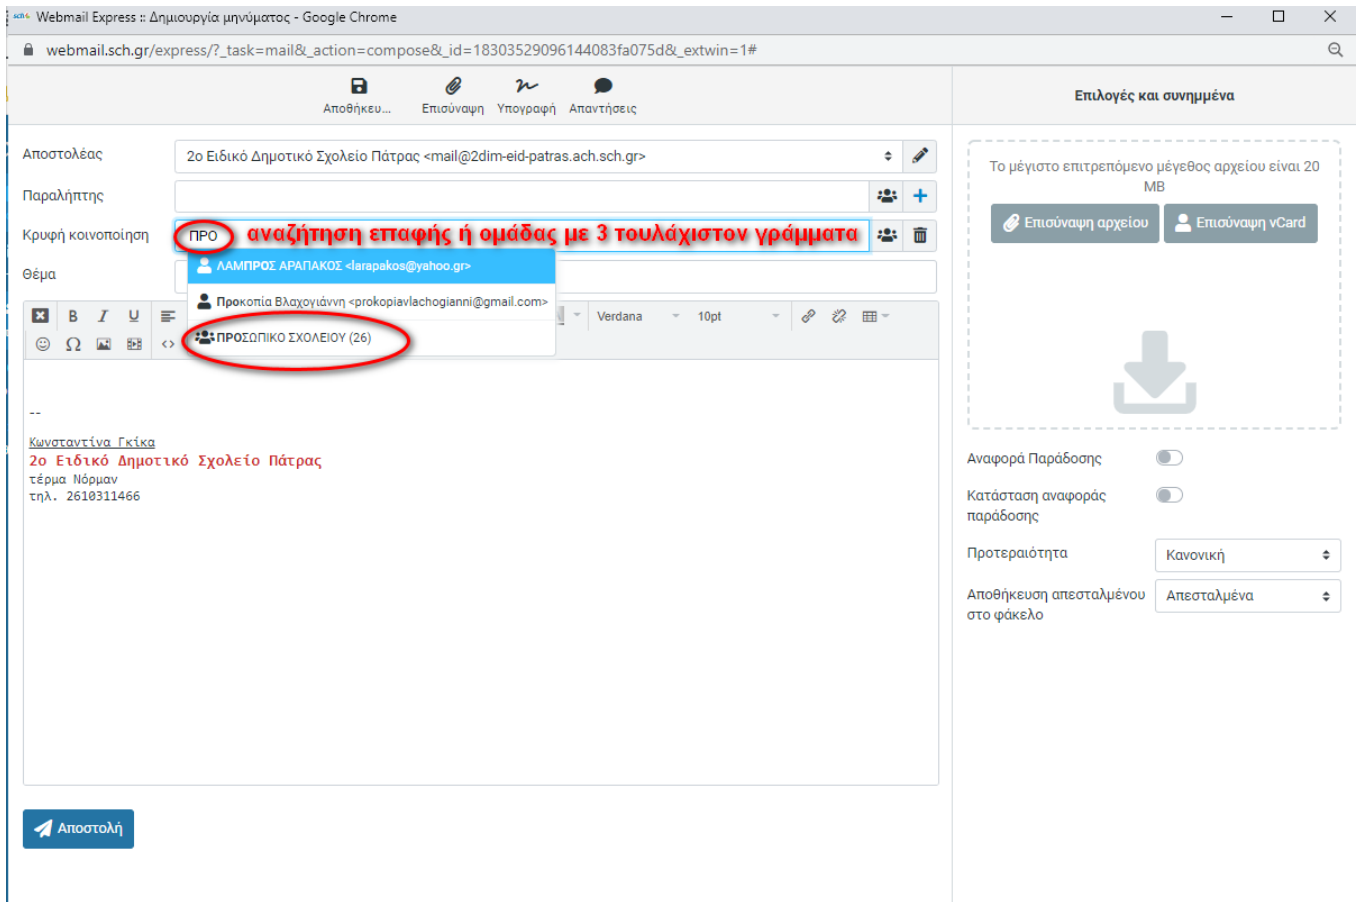 Webmail Express :: Δημιουργία μηνύματος - Google Chrome
webmail.sch.gr/express/?_task=mail&_action=compose&_id=18303529096144083fa075d&_extwin=1#
Αποθήκευ... Επισύναψη Υπογραφή Απαντήσεις
Επιλογές και συνημμένα
Αποστολέας 2ο Ειδικό Δημοτικό Σχολείο Πάτρας <mail@2dim-eid-patras.ach.sch.gr>
Παραλήπτης
Κρυφή κοινοποίηση ΠΡΟ αναζήτηση επαφής ή ομάδας με 3 τουλάχιστον γράμματα
ΛΑΜΠΡΟΣ ΑΡΑΠΑΚΟΣ <larapakos@yahoo.gr>
Θέμα
Προκοπία Βλαχογιάννη <prokopiavlachogianni@gmail.com>
ΠΡΟΣΩΠΙΚΟ ΣΧΟΛΕΙΟΥ (26)
B I U Verdana 10pt
Ω
--
Κωνσταντίνα Γκίκα
2ο Ειδικό Δημοτικό Σχολείο Πάτρας
τέρμα Νόρμαν
τηλ. 2610311466
Αποστολή
Το μέγιστο επιτρεπόμενο μέγεθος αρχείου είναι 20
MB
Επισύναψη αρχείου Επισύναψη vCard
Αναφορά Παράδοσης
Κατάσταση αναφοράς
παράδοσης
Προτεραιότητα Κανονική
Αποθήκευση απεσταλμένου Απεσταλμένα
στο φάκελο